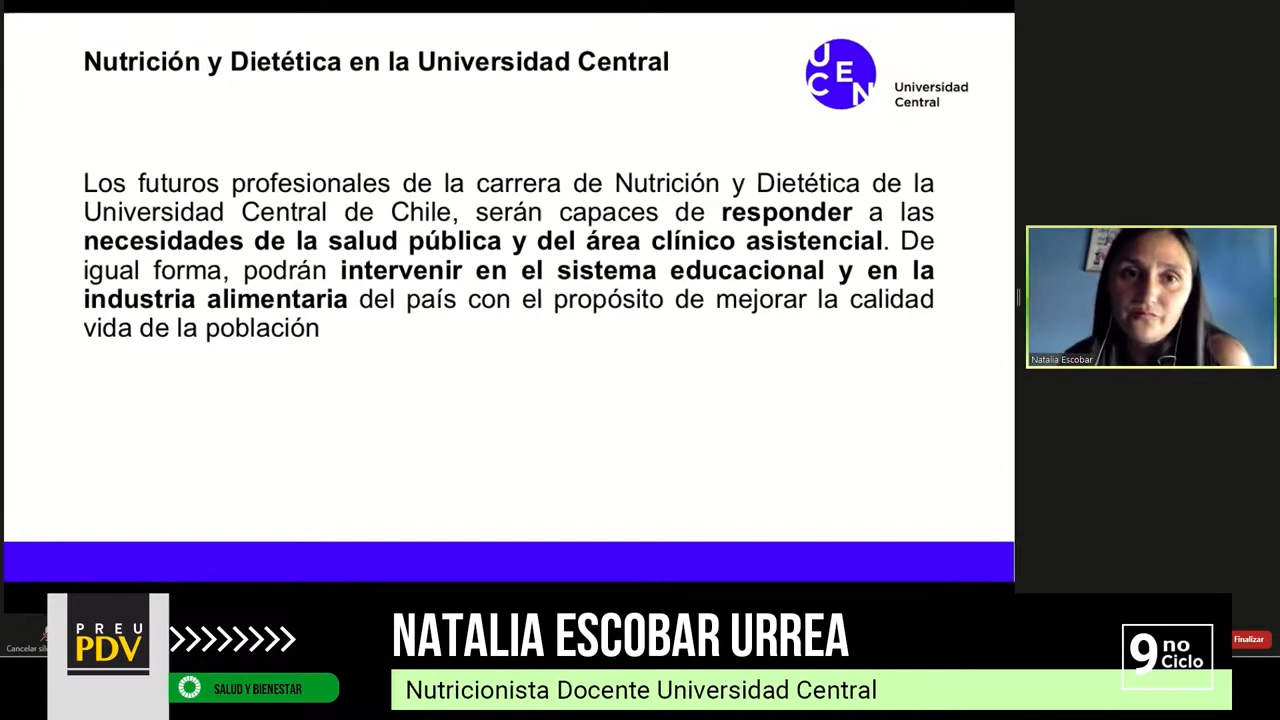 Nutrición y Dietética en la Universidad Central
UCEN
Universidad
Central
Los futuros profesionales de la carrera de Nutrición y Dietética de la
Universidad Central de Chile, serán capaces de responder a las
necesidades de la salud pública y del área clínico asistencial. De
igual forma, podrán intervenir en el sistema educacional y en la
industria alimentaria del país con el propósito de mejorar la calidad
vida de la población
Natalia Escobar
Cancelar
PREU
PDV
SALUD Y BIENESTAR
NATALIA ESCOBAR URREA
Nutricionista Docente Universidad Central
9 no
Ciclo
Finalizar